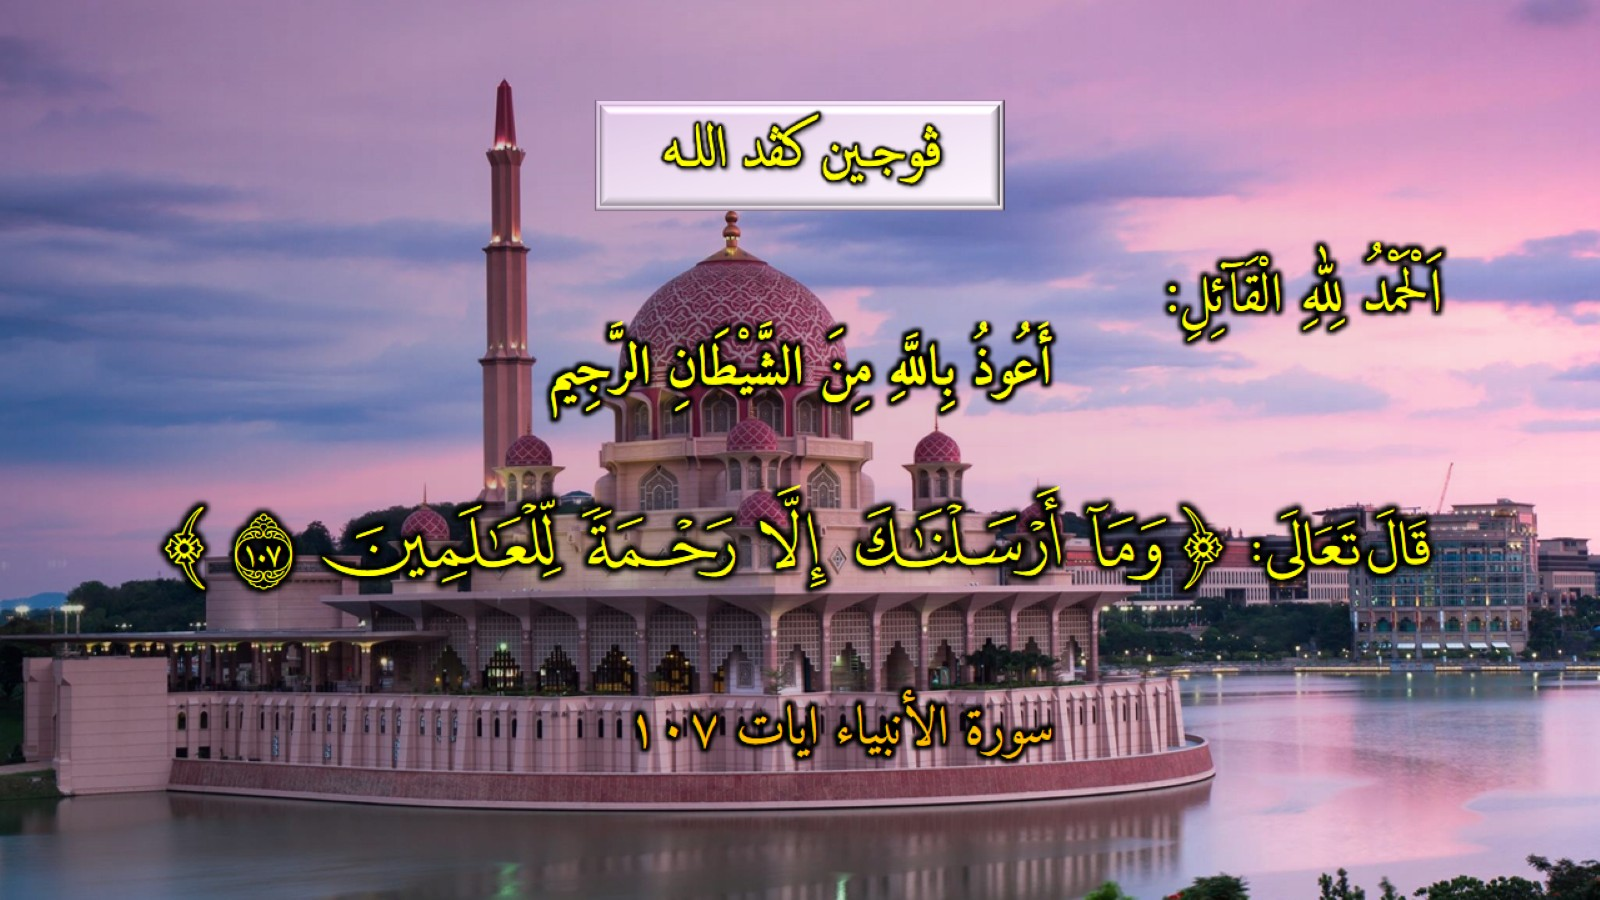 ڤوجين كڤد الله
اَلْحَمْدُ لِلّٰهِ الْقَآئِلِ:
أَعُوذُ بِاللَّهِ مِنَ الشَّيْطَانِ الرَّجِيم
قَالَ تَعَالَى: ﴿ وَمَآ أَرۡسَلۡنَٰكَ إِلَّا رَحۡمَةٗ لِّلۡعَٰلَمِينَ ١٠٧ ﴾
سورة الأنبياء ايات ١٠٧